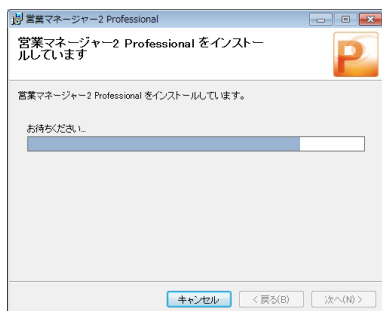 営業マネージャー2 Professional
営業マネージャー2 Professional をインストー
ルしています
P
営業マネージャー2 Professional をインストールしています。
お待ちください...
キャンセル
< 戻る(B)
次へ(N) >